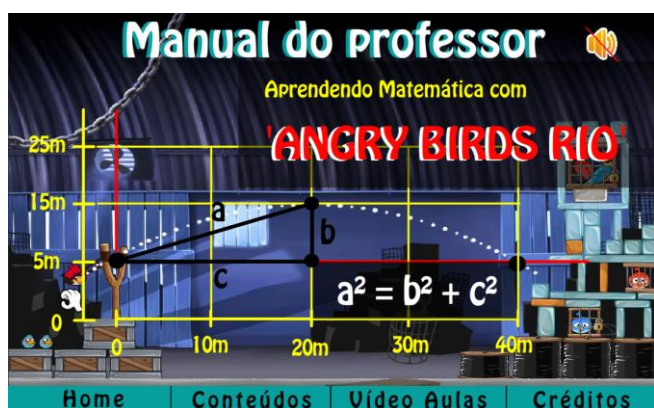 Manual do professor
Aprendendo Matemática com
'ANGRY BIRDS RIO'
25m
15m
a
b
5m
c
a² = b² + c²
0
0 10m 20m 30m 40m
Home Conteúdos Vídeo Aulas Créditos